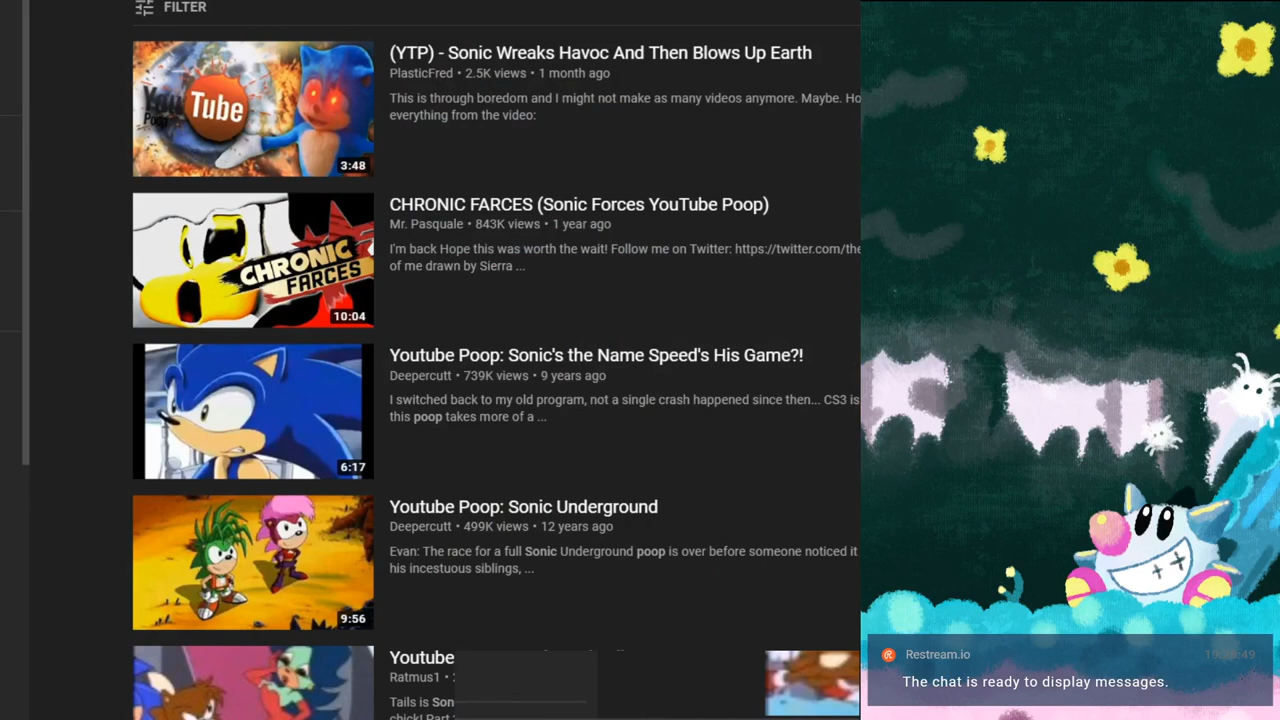 FILTER
(YTP) - Sonic Wreaks Havoc And Then Blows Up Earth
PlasticFred • 2.5K views • 1 month ago
This is through boredom and I might not make as many videos anymore. Maybe. Ho
everything from the video:
You
Tube
Poop
3:48
CHRONIC FARCES (Sonic Forces YouTube Poop)
Mr. Pasquale • 843K views • 1 year ago
I'm back Hope this was worth the wait! Follow me on Twitter: https://twitter.com/the
of me drawn by Sierra ...
CHRONIC
FARCES
10:04
Youtube Poop: Sonic's the Name Speed's His Game?!
Deepercutt • 739K views • 9 years ago
I switched back to my old program, not a single crash happened since then... CS3 is
this poop takes more of a ...
6:17
Youtube Poop: Sonic Underground
Deepercutt • 499K views • 12 years ago
Evan: The race for a full Sonic Underground poop is over before someone noticed it
his incestuous siblings, ...
9:56
Youtube
Ratmus1 •
Tails is Son
chick! Part
Restream.io
The chat is ready to display messages.